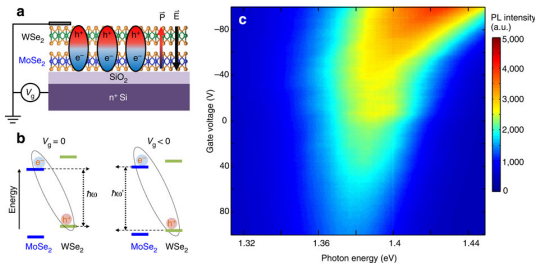 a
P
E
WSe2
h+ h+ h+
MoSe2
e− e− e−
SiO2
n+ Si
Vg
b
Vg = 0
Vg < 0
e−
e−
Energy
ħω
ħω'
h+
h+
MoSe2 WSe2
MoSe2 WSe2
c
PL intensity
(a.u.)
5,000
4,000
3,000
2,000
1,000
0
Gate voltage (V)
−80
−40
0
40
80
1.32 1.36 1.4 1.44
Photon energy (eV)